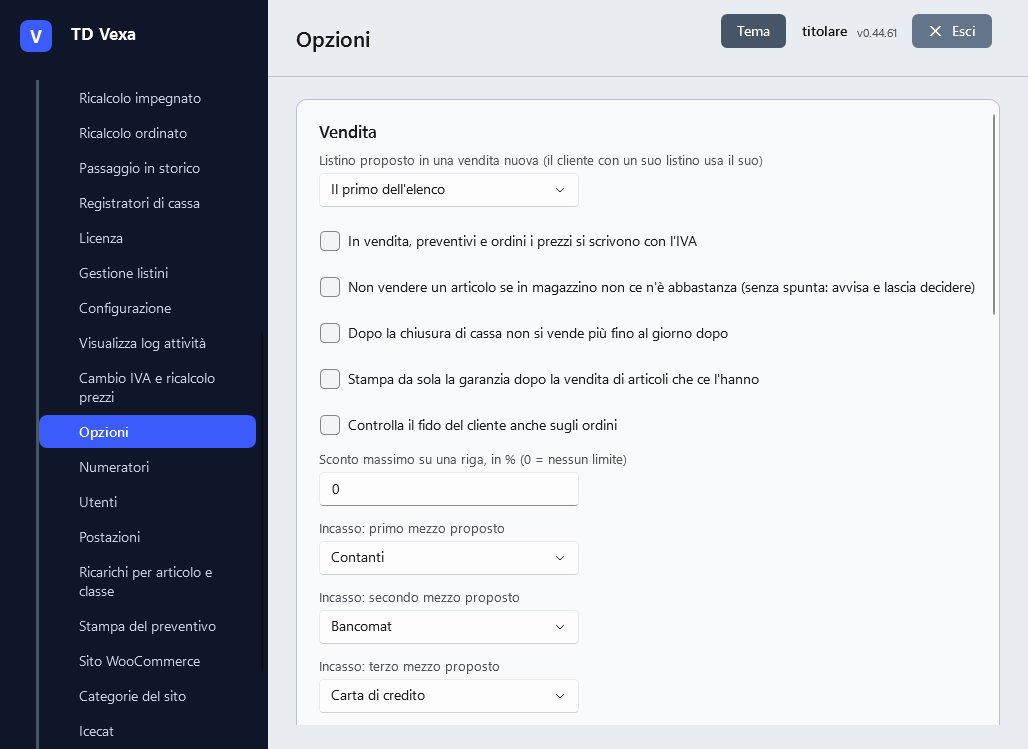 V
TD Vexa
Ricalcolo impegnato
Ricalcolo ordinato
Passaggio in storico
Registratori di cassa
Licenza
Gestione listini
Configurazione
Visualizza log attività
Cambio IVA e ricalcolo
prezzi
Opzioni
Numeratori
Utenti
Postazioni
Ricarichi per articolo e
classe
Stampa del preventivo
Sito WooCommerce
Categorie del sito
Icecat
Opzioni
Tema
titolare
v0.44.61
Esci
Vendita
Listino proposto in una vendita nuova (il cliente con un suo listino usa il suo)
Il primo dell'elenco
In vendita, preventivi e ordini i prezzi si scrivono con l'IVA
Non vendere un articolo se in magazzino non ce n'è abbastanza (senza spunta: avvisa e lascia decidere)
Dopo la chiusura di cassa non si vende più fino al giorno dopo
Stampa da sola la garanzia dopo la vendita di articoli che ce l'hanno
Controlla il fido del cliente anche sugli ordini
Sconto massimo su una riga, in % (0 = nessun limite)
0
Incasso: primo mezzo proposto
Contanti
Incasso: secondo mezzo proposto
Bancomat
Incasso: terzo mezzo proposto
Carta di credito